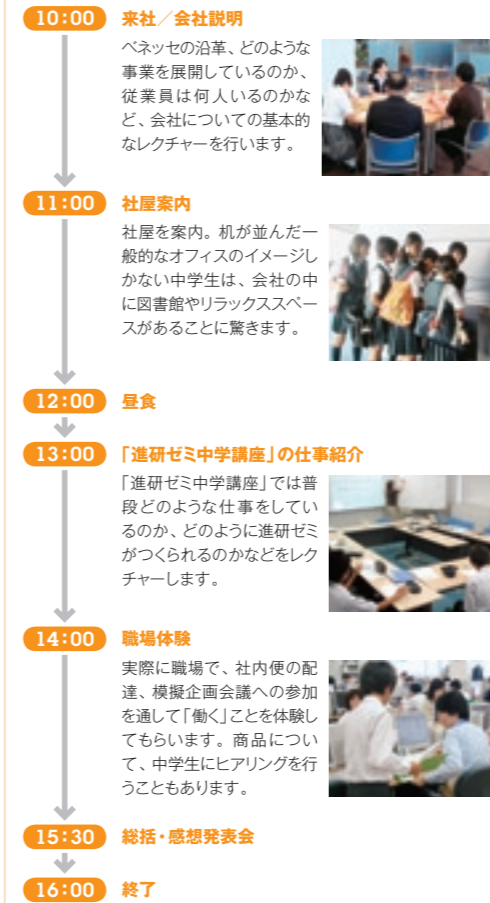 10：00 来社／会社説明
ベネッセの沿革、どのような
事業を展開しているのか、
従業員は何人いるのかな
ど、会社についての基本的
なレクチャーを行います。
11：00 社屋案内
社屋を案内。机が並んだ一
般的なオフィスのイメージし
かない中学生は、会社の中
に図書館やリラックススペー
スがあることに驚きます。
12：00 昼食
13：00 「進研ゼミ中学講座」の仕事紹介
「進研ゼミ中学講座」では普
段どのような仕事をしてい
るのか、どのように進研ゼミ
がつくられるのかなどをレク
チャーします。
14：00 職場体験
実際に職場で、社内便の配
達、模擬企画会議への参加
を通して「働く」ことを体験し
てもらいます。商品につい
て、中学生にヒアリングを行
うこともあります。
15：30 総括・感想発表会
16：00 終了